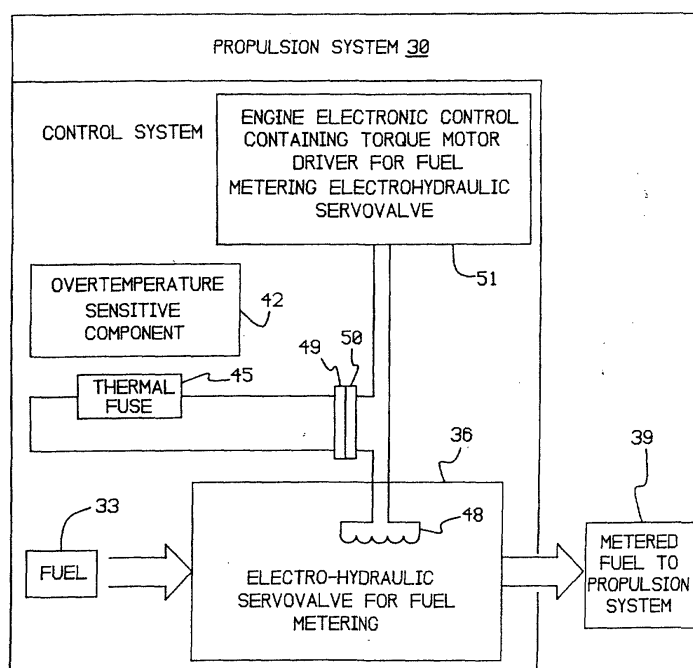 PROPULSION SYSTEM 30
CONTROL SYSTEM
ENGINE ELECTRONIC CONTROL
CONTAINING TORQUE MOTOR
DRIVER FOR FUEL
METERING ELECTROHYDRAULIC
SERVOVALVE
51
OVERTEMPERATURE
SENSITIVE
COMPONENT
42
THERMAL
FUSE
45
49
50
36
39
33
FUEL
48
ELECTRO-HYDRAULIC
SERVOVALVE FOR FUEL
METERING
METERED
FUEL TO
PROPULSION
SYSTEM